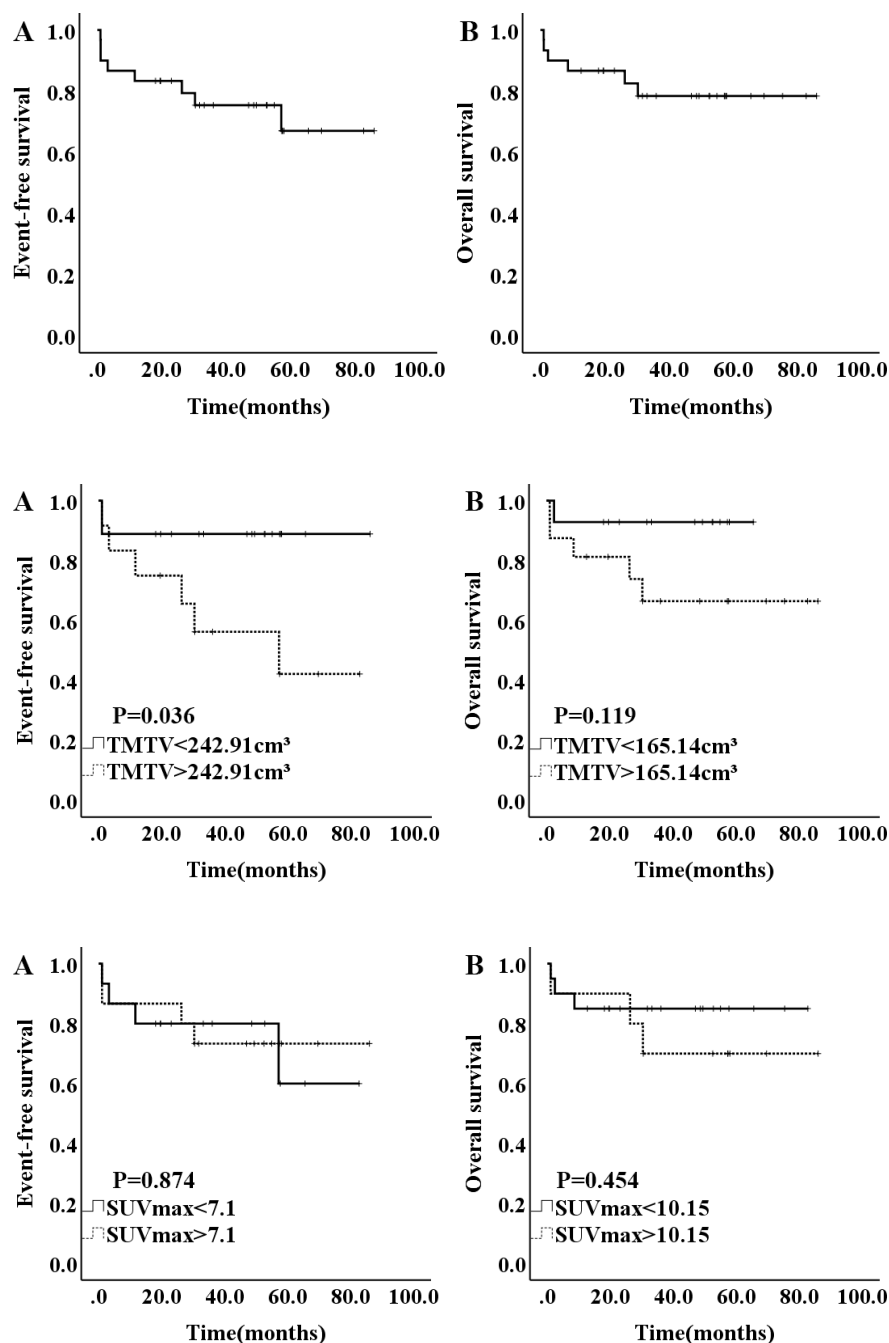 A
Event-free survival
1.0
0.8
0.6
0.4
0.2
0.0
.0 20.0 40.0 60.0 80.0 100.0
Time(months)
B
Overall survival
1.0
0.8
0.6
0.4
0.2
0.0
.0 20.0 40.0 60.0 80.0 100.0
Time(months)
A
Event-free survival
1.0
0.8
0.6
0.4
0.2
0.0
P=0.036
TMTV<242.91cm³
TMTV>242.91cm³
.0 20.0 40.0 60.0 80.0 100.0
Time(months)
B
Overall survival
1.0
0.8
0.6
0.4
0.2
0.0
P=0.119
TMTV<165.14cm³
TMTV>165.14cm³
.0 20.0 40.0 60.0 80.0 100.0
Time(months)
A
Event-free survival
1.0
0.8
0.6
0.4
0.2
0.0
P=0.874
SUVmax<7.1
SUVmax>7.1
.0 20.0 40.0 60.0 80.0 100.0
Time(months)
B
Overall survival
1.0
0.8
0.6
0.4
0.2
0.0
P=0.454
SUVmax<10.15
SUVmax>10.15
.0 20.0 40.0 60.0 80.0 100.0
Time(months)